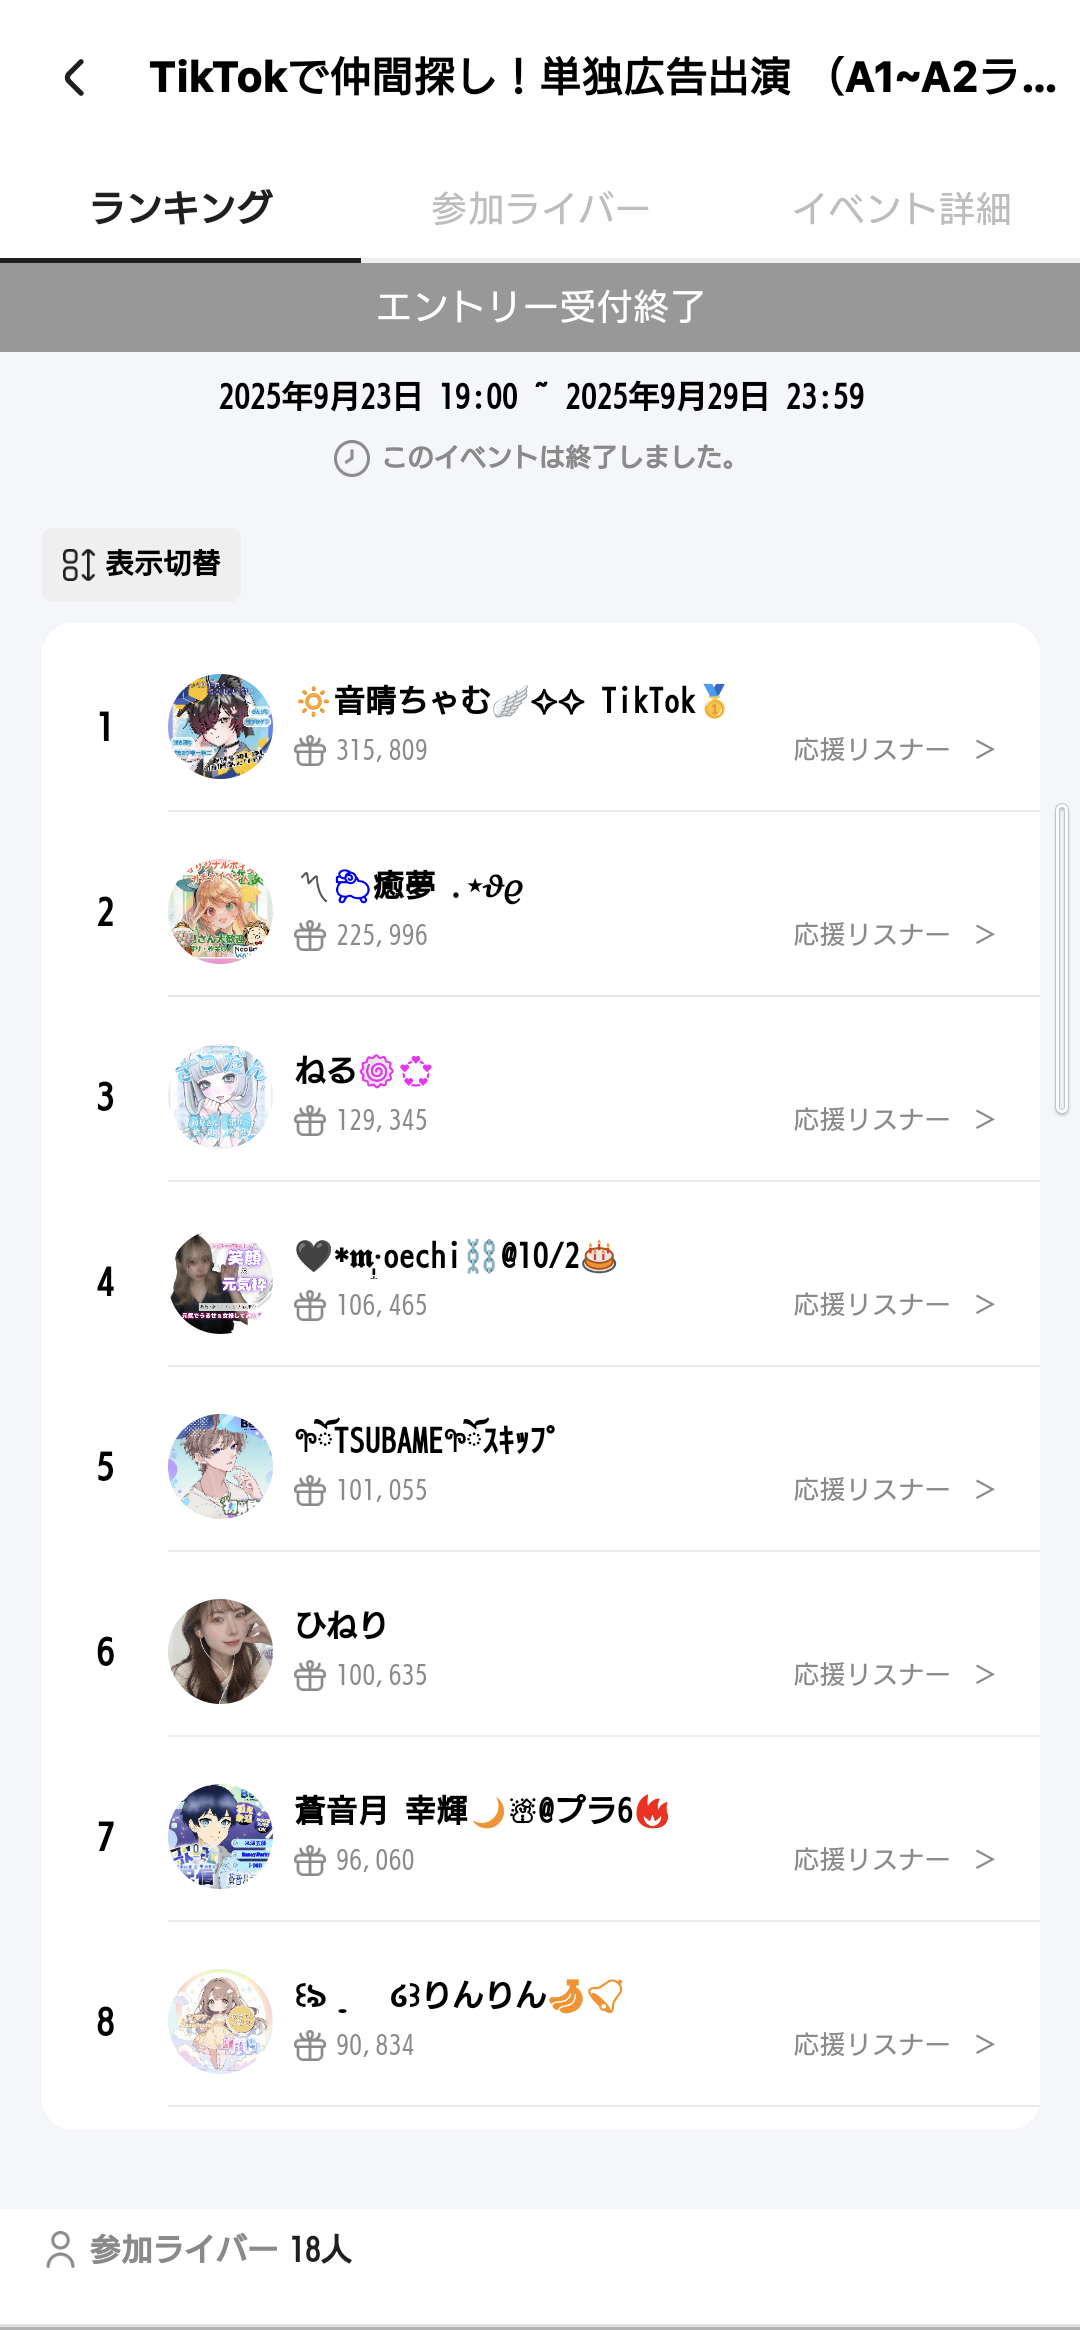 TikTokで仲間探し！単独広告出演 （A1~A2ラ...
ランキング 参加ライバー イベント詳細
エントリー受付終了
2025年9月23日 19:00 ~ 2025年9月29日 23:59
このイベントは終了しました。
表示切替
1
🔆音晴ちゃむ🪽✧✧ TikTok🥇
315,809 応援リスナー >
2
〽🐏癒夢 .⋆𝜗𝜚
225,996 応援リスナー >
3
ねる🍥💞
129,345 応援リスナー >
4
🖤*𝖒·̩͙oechi⛓️@10/2🎂
106,465 応援リスナー >
5
TSUBAMEｽｷｯﾌﾟ
101,055 応援リスナー >
6
ひねり
100,635 応援リスナー >
7
蒼音月 幸輝🌙☃@プラ6🔥
96,060 応援リスナー >
8
꒰ঌ ̩ ໒꒱りんりん🍌🔔
90,834 応援リスナー >
参加ライバー 18人